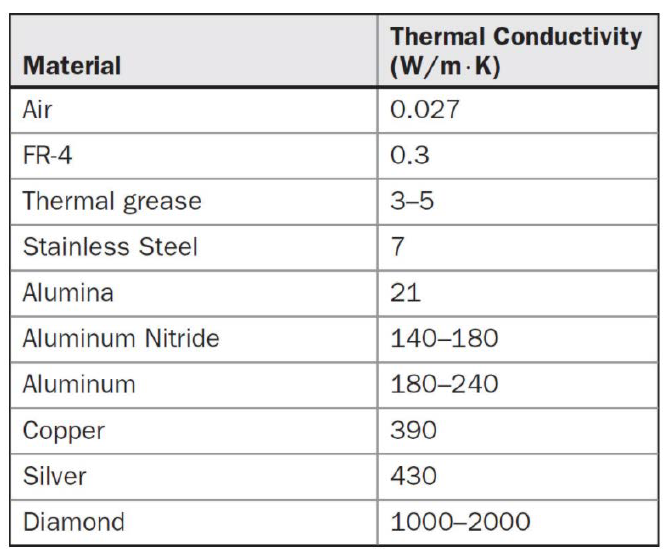 Material Thermal Conductivity (W/m·K)
Air 0.027
FR-4 0.3
Thermal grease 3–5
Stainless Steel 7
Alumina 21
Aluminum Nitride 140–180
Aluminum 180–240
Copper 390
Silver 430
Diamond 1000–2000